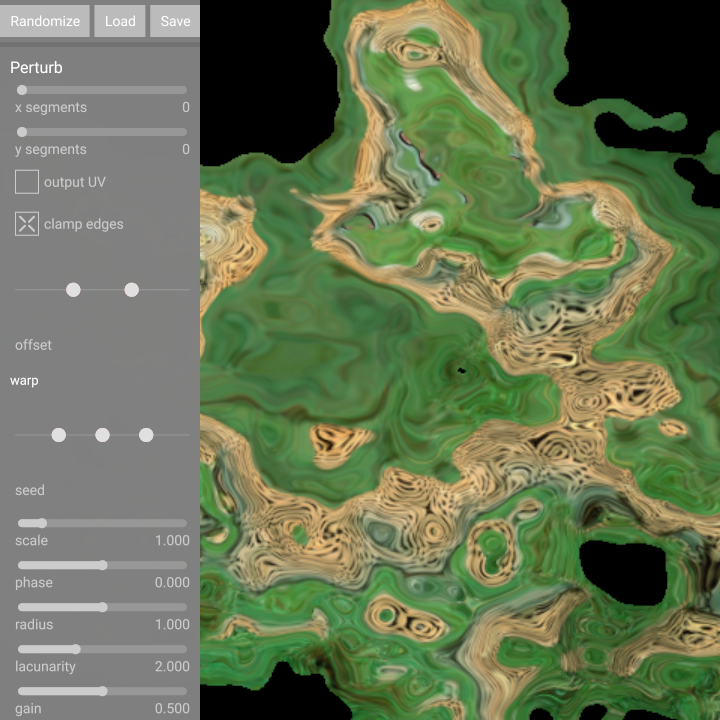 Randomize Load Save
Perturb
x segments 0
y segments 0
output UV
clamp edges
offset
warp
seed
scale 1.000
phase 0.000
radius 1.000
lacunarity 2.000
gain 0.500